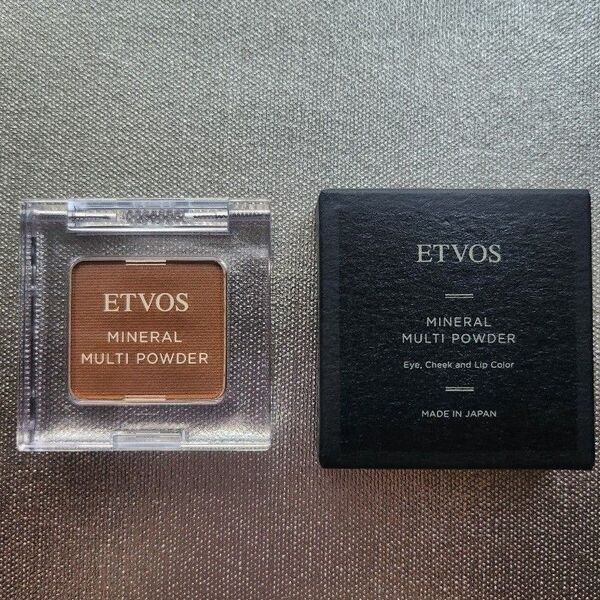 ETVOS
MINERAL
MULTI POWDER
ETVOS
MINERAL
MULTI POWDER
Eye, Cheek and Lip Color
MADE IN JAPAN